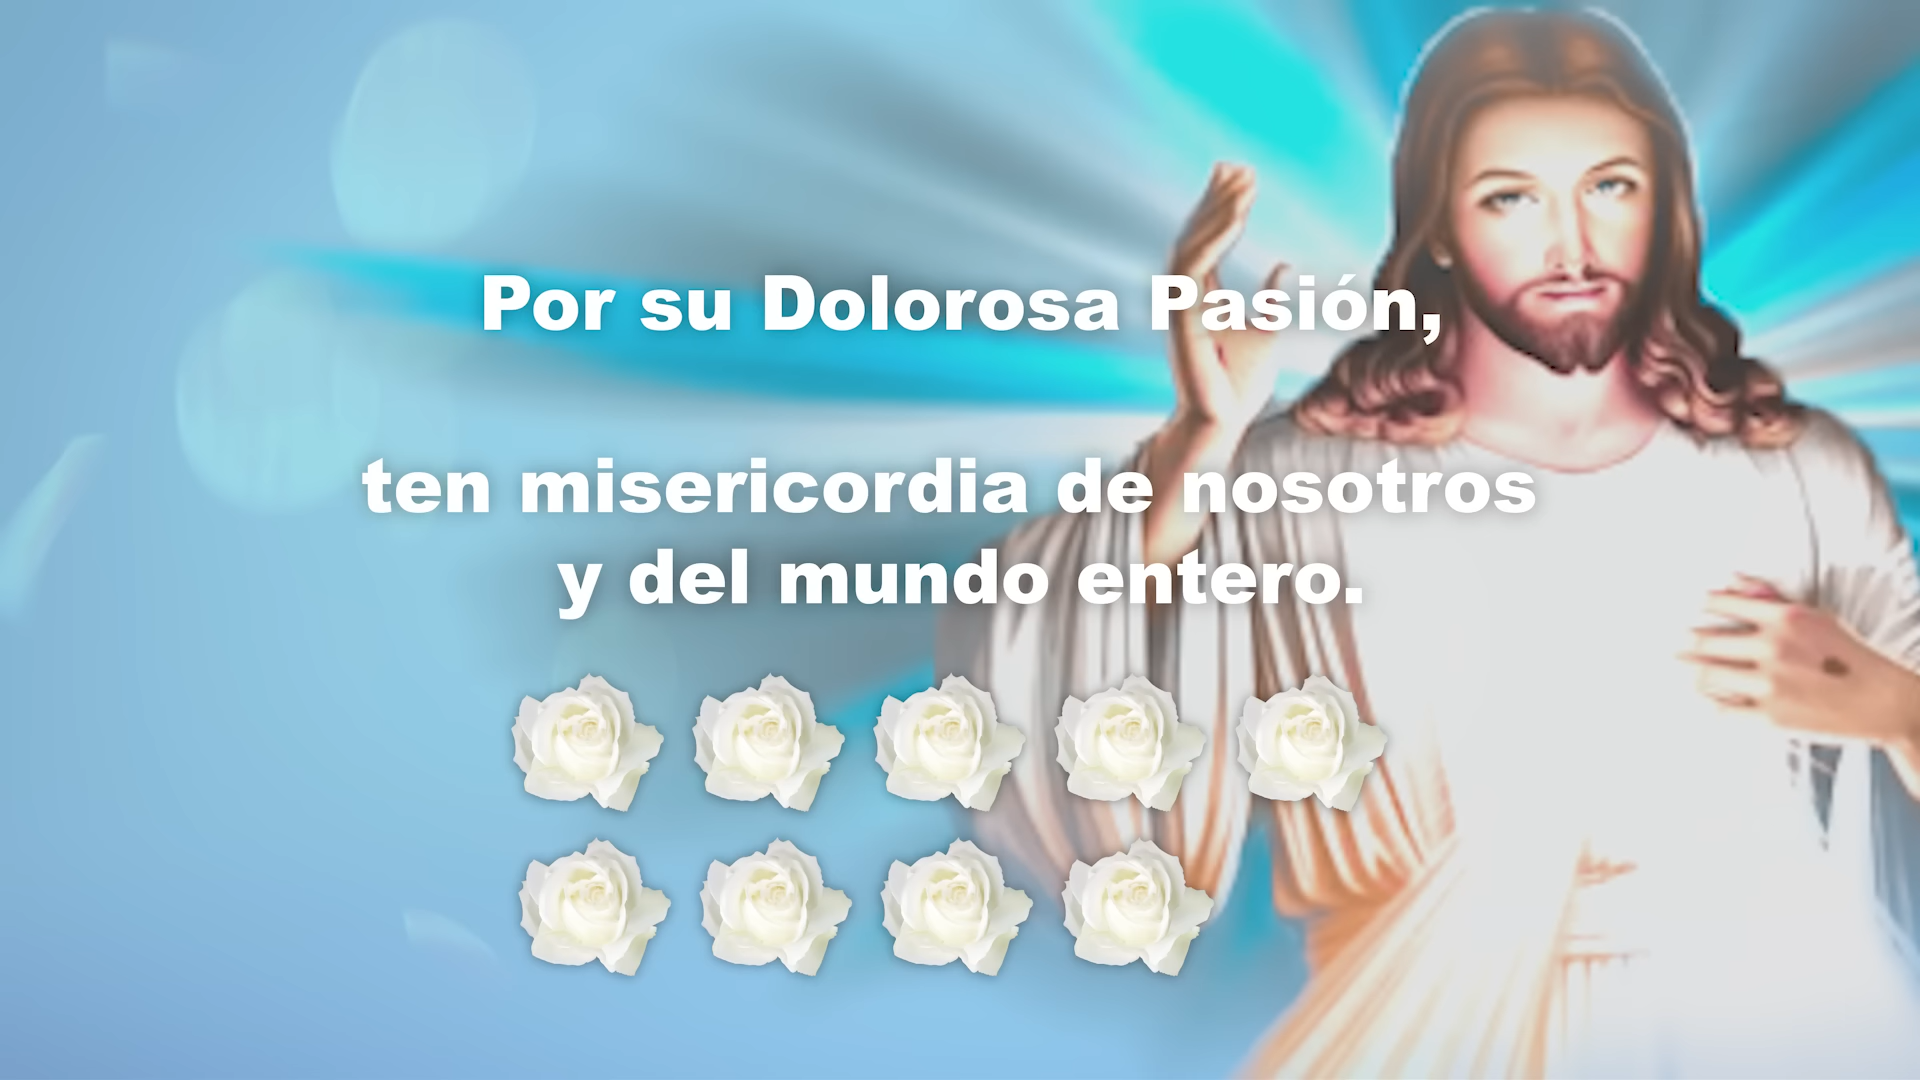 Por su Dolorosa Pasión,
ten misericordia de nosotros
y del mundo entero.